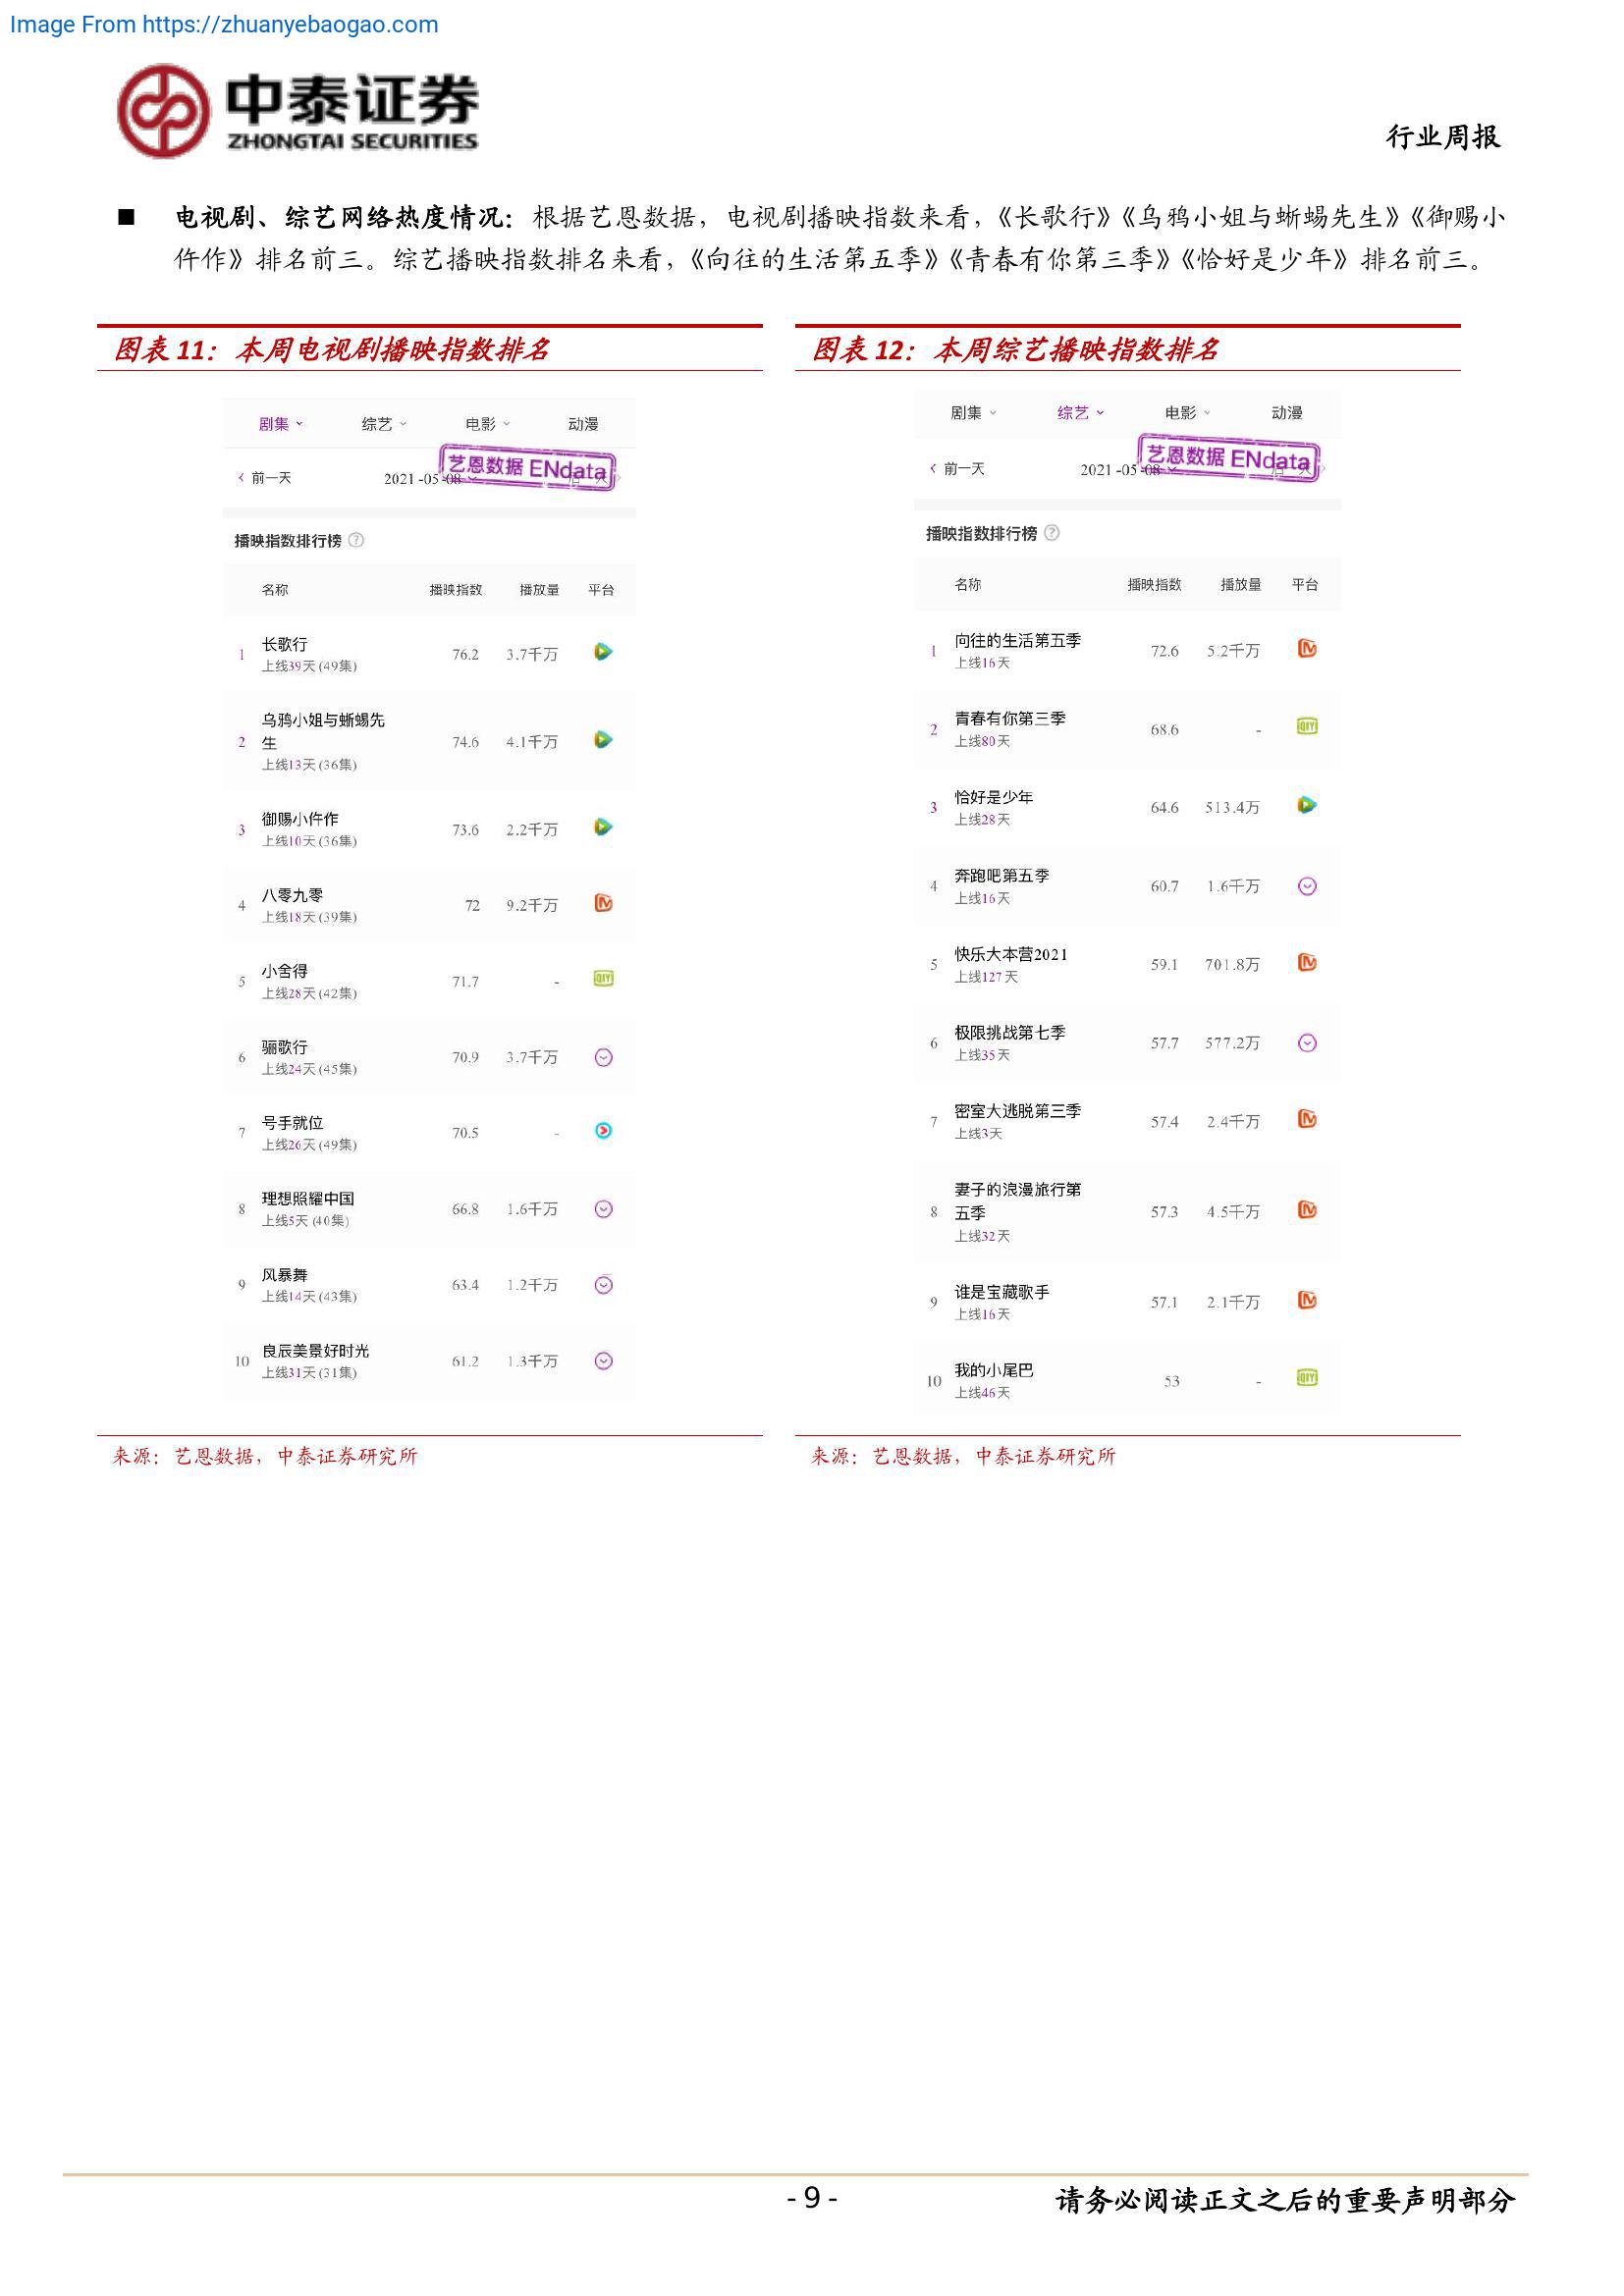 Image From https://zhuanyebaogao.com
中泰证券
ZHONGTAI SECURITIES
行业周报
■ 电视剧、综艺网络热度情况：根据艺恩数据，电视剧播映指数来看，《长歌行》《乌鸦小姐与蜥蜴先生》《御赐小
仵作》排名前三。综艺播映指数排名来看，《向往的生活第五季》《青春有你第三季》《恰好是少年》排名前三。
图表 11：本周电视剧播映指数排名
剧集 综艺 电影 动漫
艺恩数据 ENdata
前一天 2021-05-08
播映指数排行榜 ?
名称 播映指数 播放量 平台
1 长歌行 76.2 3.7千万
上线39天 (49集)
乌鸦小姐与蜥蜴先
2 生 74.6 4.1千万
上线13天 (36集)
3 御赐小仵作 73.6 2.2千万
上线10天 (36集)
4 八零九零 72 9.2千万
上线18天 (39集)
5 小舍得 71.7 - QIY
上线28天 (42集)
6 骊歌行 70.9 3.7千万
上线24天 (45集)
7 号手就位 70.5 -
上线26天 (49集)
8 理想照耀中国 66.8 1.6千万
上线5天 (40集)
9 风暴舞 63.4 1.2千万
上线14天 (43集)
10 良辰美景好时光 61.2 1.3千万
上线31天 (31集)
来源：艺恩数据，中泰证券研究所
图表 12：本周综艺播映指数排名
剧集 综艺 电影 动漫
艺恩数据 ENdata
前一天 2021-05-08
播映指数排行榜 ?
名称 播映指数 播放量 平台
1 向往的生活第五季 72.6 5.2千万
上线16天
2 青春有你第三季 68.6 - QIY
上线80天
3 恰好是少年 64.6 513.4万
上线28天
4 奔跑吧第五季 60.7 1.6千万
上线16天
5 快乐大本营2021 59.1 701.8万
上线127天
6 极限挑战第七季 57.7 577.2万
上线35天
7 密室大逃脱第三季 57.4 2.4千万
上线3天
妻子的浪漫旅行第
8 五季 57.3 4.5千万
上线32天
9 谁是宝藏歌手 57.1 2.1千万
上线16天
10 我的小尾巴 53 - QIY
上线46天
来源：艺恩数据，中泰证券研究所
- 9 -
请务必阅读正文之后的重要声明部分